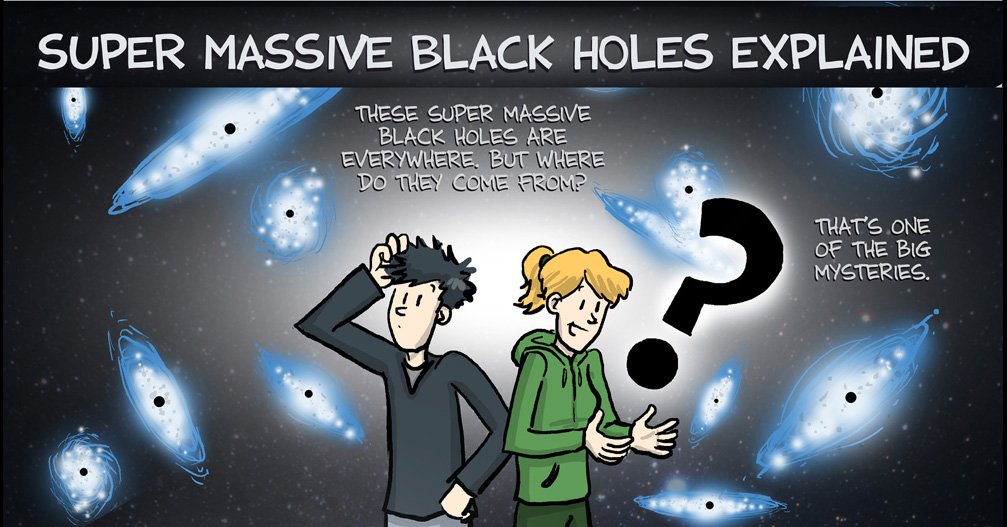 SUPER MASSIVE BLACK HOLES EXPLAINED
THESE SUPER MASSIVE
BLACK HOLES ARE
EVERYWHERE. BUT WHERE
DO THEY COME FROM?
THAT'S ONE
OF THE BIG
MYSTERIES.
?